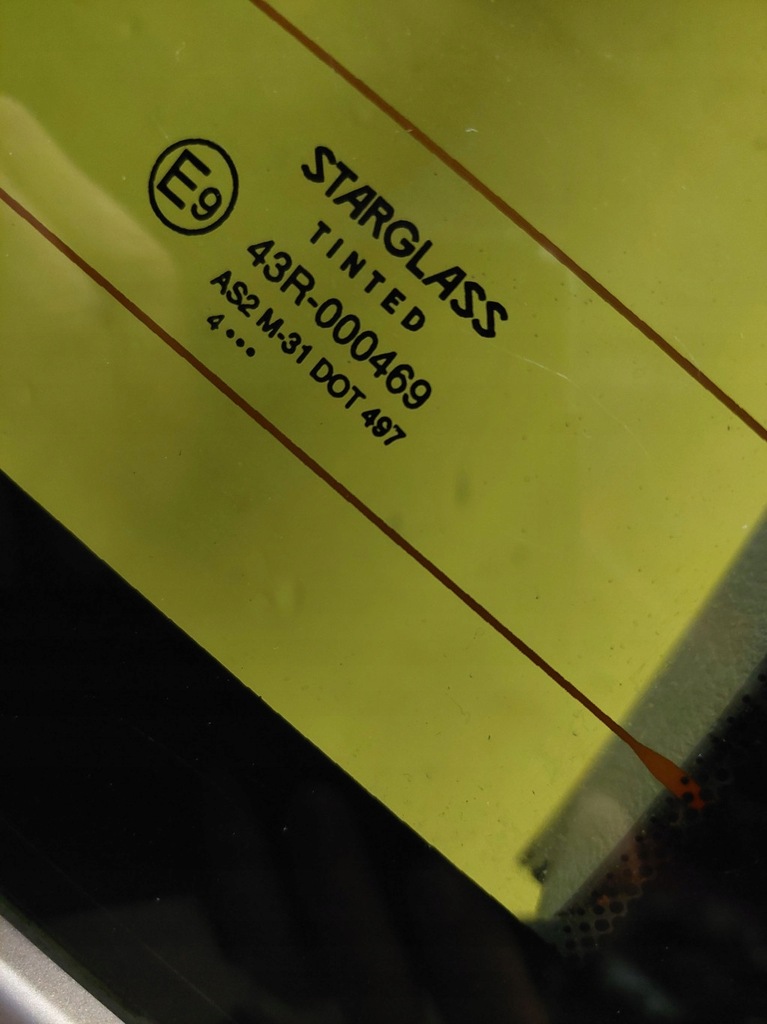 STARGLASS
TINTED
E9
43R-000469
AS2 M-31 DOT 497
4•••